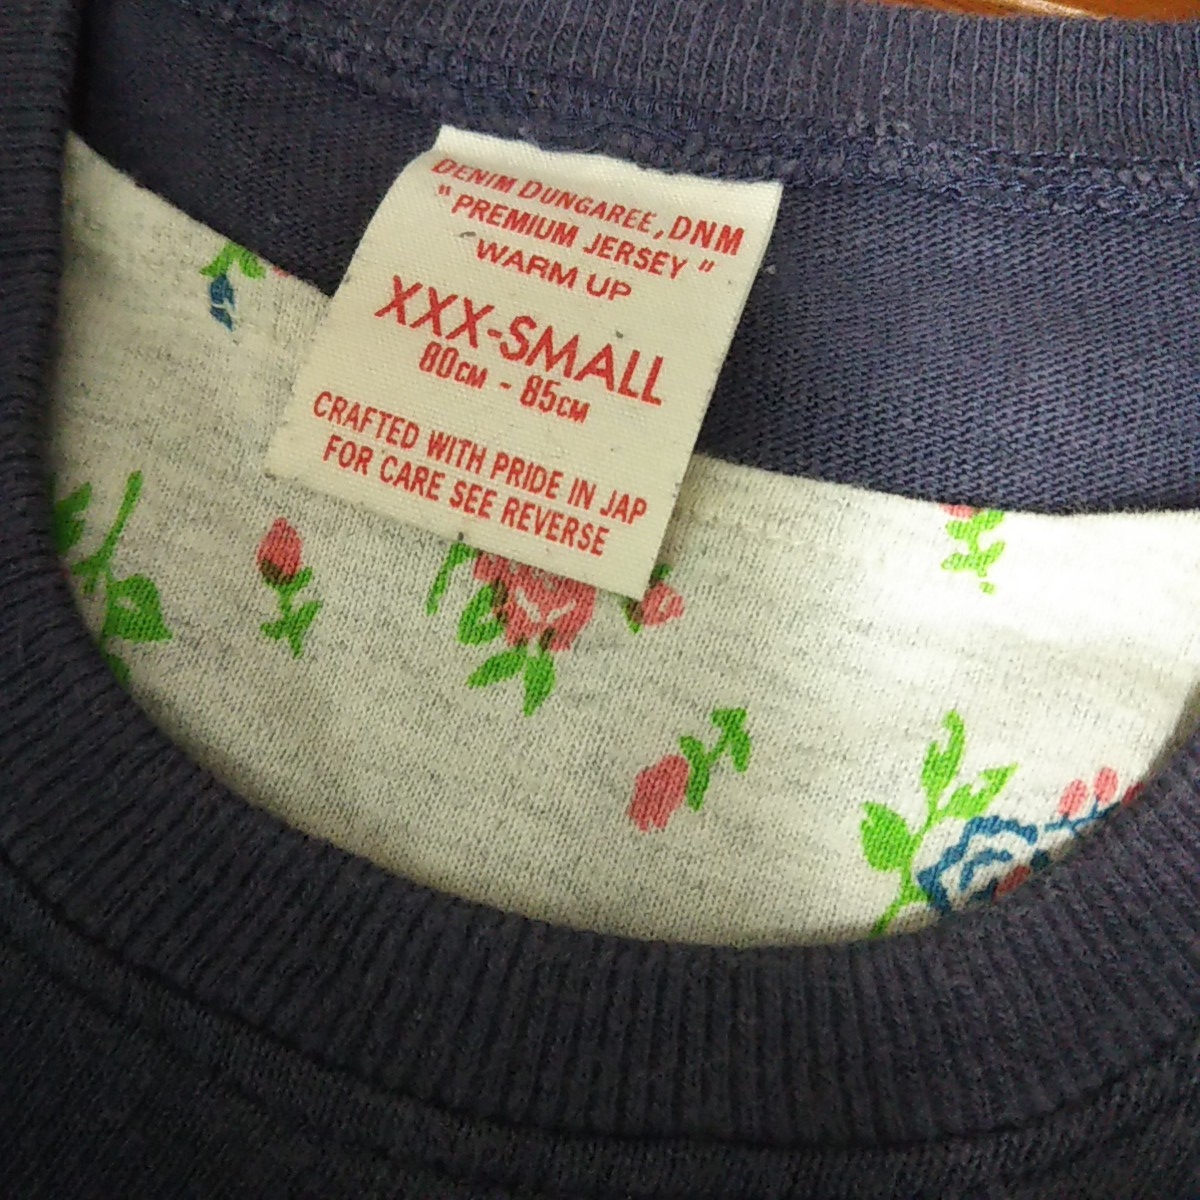 DENIM DUNGAREE, DNM
"PREMIUM JERSEY"
WARM UP
XXX-SMALL
80CM - 85CM
CRAFTED WITH PRIDE IN JAP
FOR CARE SEE REVERSE